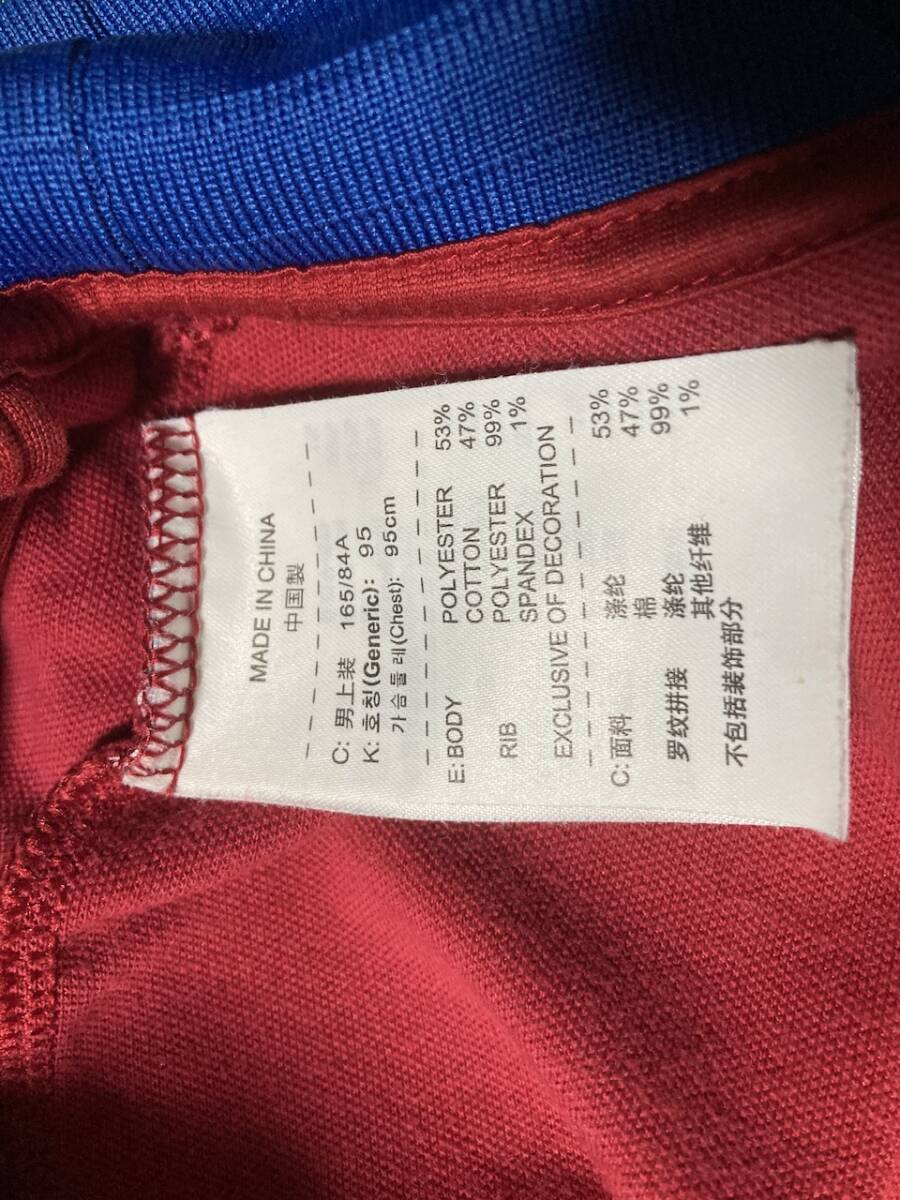 MADE IN CHINA
中国製
C: 男上装 165/84A
K: 호칭(Generic): 95
가슴둘레(Chest): 95cm
E: BODY POLYESTER 53%
COTTON 47%
RIB POLYESTER 99%
SPANDEX 1%
EXCLUSIVE OF DECORATION
C: 面料 涤纶 53%
棉 47%
罗纹拼接 涤纶 99%
其他纤维 1%
不包括装饰部分